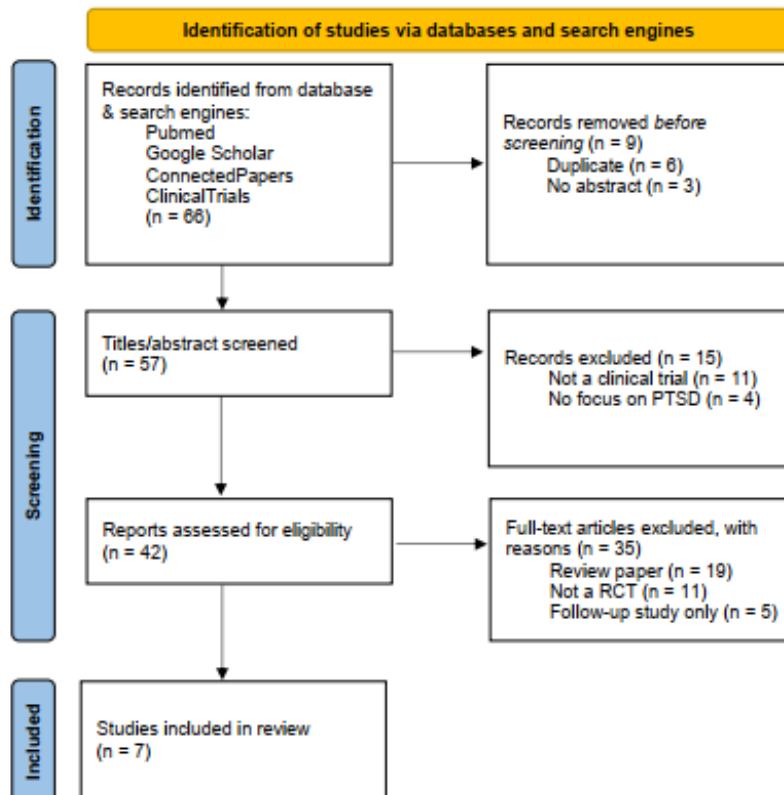 Identification of studies via databases and search engines
Identification
Records identified from database
& search engines:
Pubmed
Google Scholar
ConnectedPapers
ClinicalTrials
(n = 66)
Records removed before
screening (n = 9)
Duplicate (n = 6)
No abstract (n = 3)
Screening
Titles/abstract screened
(n = 57)
Records excluded (n = 15)
Not a clinical trial (n = 11)
No focus on PTSD (n = 4)
Reports assessed for eligibility
(n = 42)
Full-text articles excluded, with
reasons (n = 35)
Review paper (n = 19)
Not a RCT (n = 11)
Follow-up study only (n = 5)
Included
Studies included in review
(n = 7)